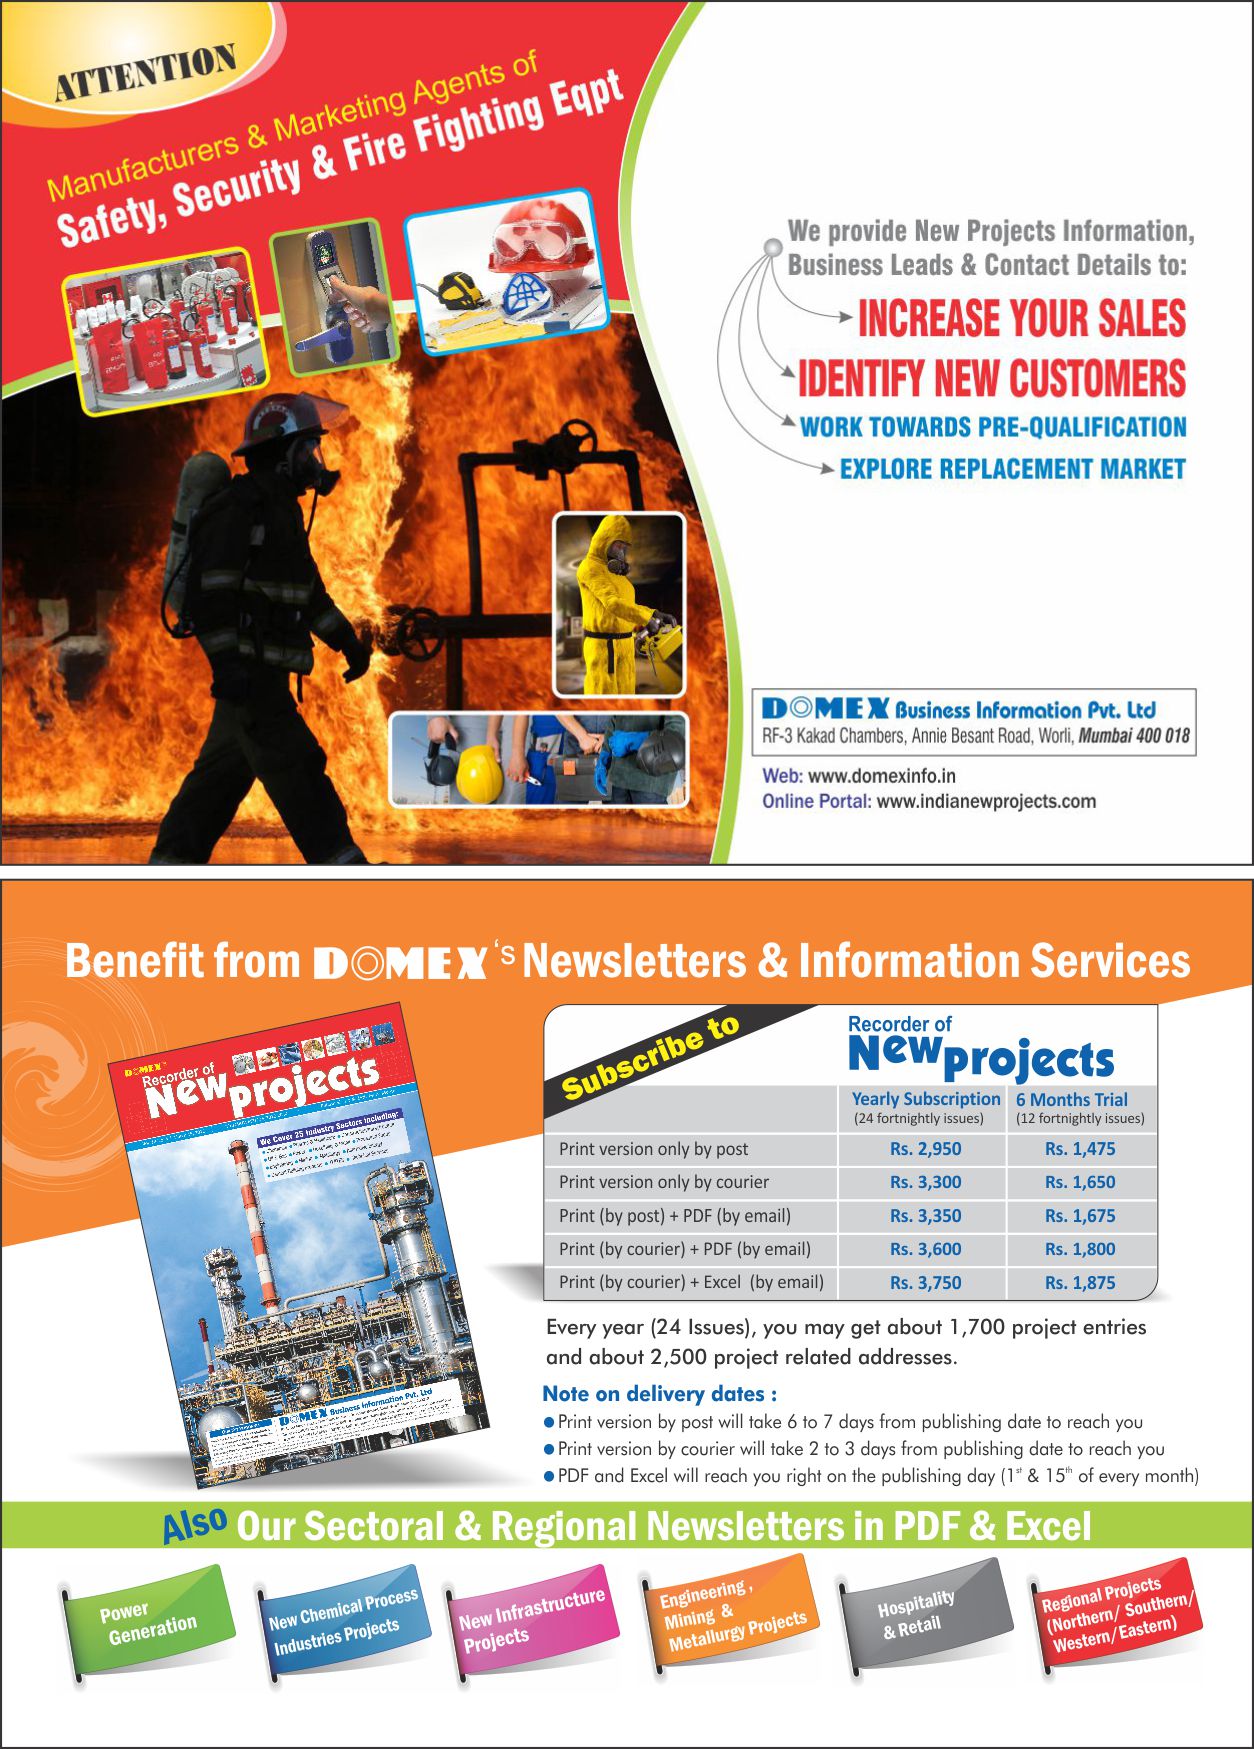 ATTENTION
Manufacturers & Marketing Agents of
Safety, Security & Fire Fighting Eqpt
We provide New Projects Information,
Business Leads & Contact Details to:
INCREASE YOUR SALES
IDENTIFY NEW CUSTOMERS
WORK TOWARDS PRE-QUALIFICATION
EXPLORE REPLACEMENT MARKET
DOMEX Business Information Pvt. Ltd
RF-3 Kakad Chambers, Annie Besant Road, Worli, Mumbai 400 018
Web: www.domexinfo.in
Online Portal: www.indianewprojects.com
Benefit from DOMEX's Newsletters & Information Services
DOMEX
Recorder of
Newprojects
We Cover 25 Industry Sectors Including:
DOMEX Business Information Pvt. Ltd
Subscribe to
Recorder of
Newprojects
Yearly Subscription 6 Months Trial
(24 fortnightly issues) (12 fortnightly issues)
Print version only by post Rs. 2,950 Rs. 1,475
Print version only by courier Rs. 3,300 Rs. 1,650
Print (by post) + PDF (by email) Rs. 3,350 Rs. 1,675
Print (by courier) + PDF (by email) Rs. 3,600 Rs. 1,800
Print (by courier) + Excel (by email) Rs. 3,750 Rs. 1,875
Every year (24 Issues), you may get about 1,700 project entries
and about 2,500 project related addresses.
Note on delivery dates :
● Print version by post will take 6 to 7 days from publishing date to reach you
● Print version by courier will take 2 to 3 days from publishing date to reach you
● PDF and Excel will reach you right on the publishing day (1st & 15th of every month)
Also Our Sectoral & Regional Newsletters in PDF & Excel
Power
Generation
New Chemical Process
Industries Projects
New Infrastructure
Projects
Engineering ,
Mining &
Metallurgy Projects
Hospitality
& Retail
Regional Projects
(Northern/ Southern/
Western/Eastern)